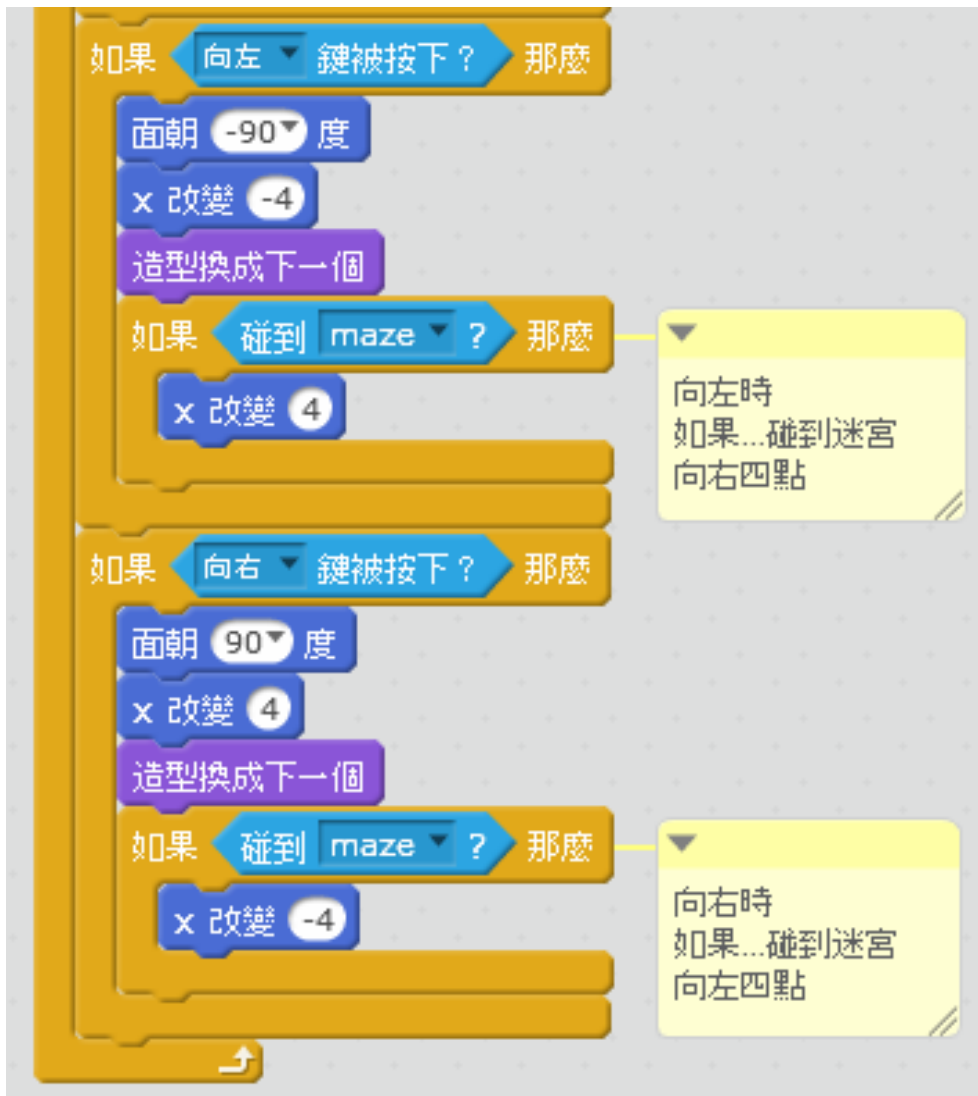 如果 向左 鍵被按下？ 那麼
面朝 -90 度
x 改變 -4
造型換成下一個
如果 碰到 maze ? 那麼
x 改變 4
向左時
如果...碰到迷宮
向右四點
如果 向右 鍵被按下？ 那麼
面朝 90 度
x 改變 4
造型換成下一個
如果 碰到 maze ? 那麼
x 改變 -4
向右時
如果...碰到迷宮
向左四點